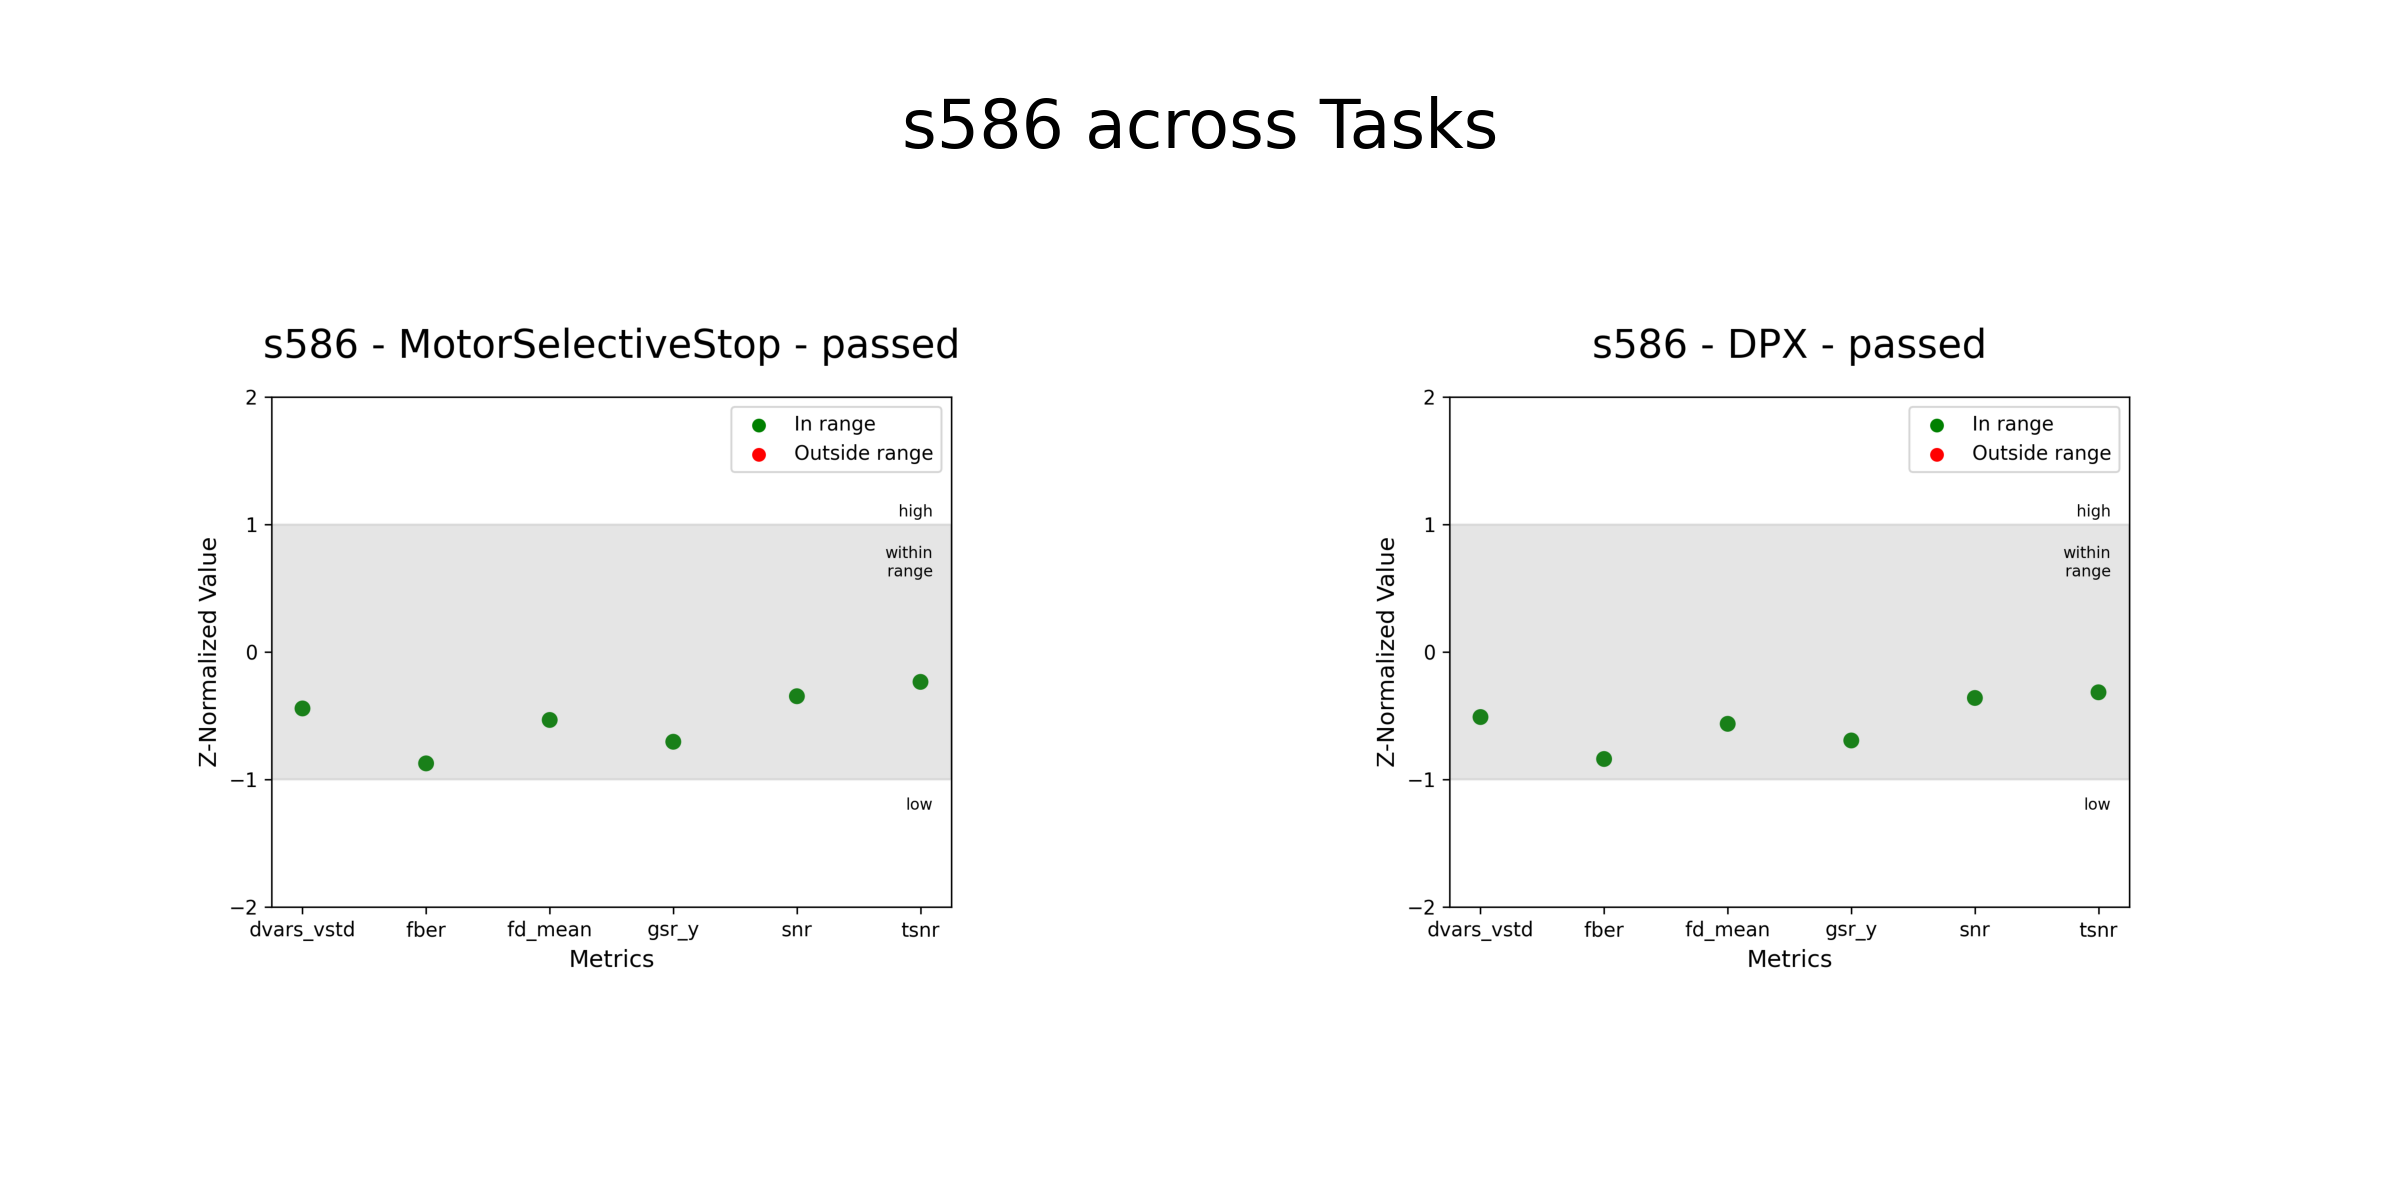 s586 across Tasks
s586 - MotorSelectiveStop - passed
2
1
0
−1
−2
Z-Normalized Value
In range
Outside range
high
within
range
low
dvars_vstd fber fd_mean gsr_y snr tsnr
Metrics
s586 - DPX - passed
2
1
0
−1
−2
Z-Normalized Value
In range
Outside range
high
within
range
low
dvars_vstd fber fd_mean gsr_y snr tsnr
Metrics